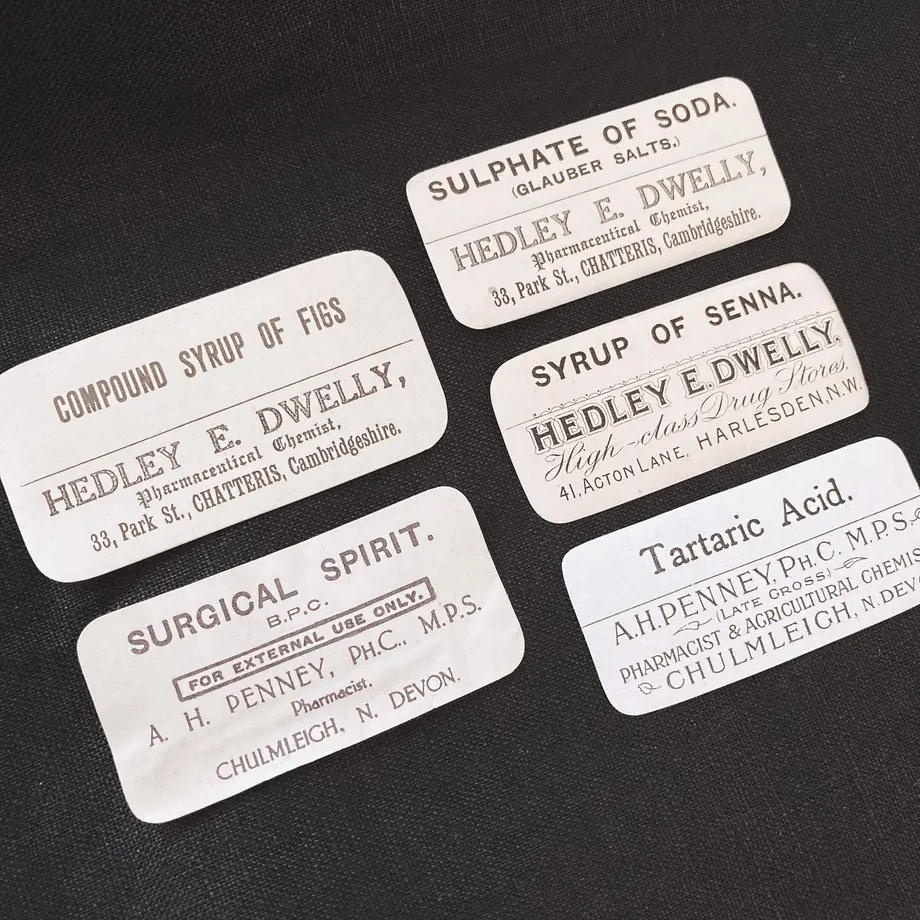 SULPHATE OF SODA.
(GLAUBER SALTS.)
HEDLEY E. DWELLY,
Pharmaceutical Chemist,
33, Park St., CHATTERIS, Cambridgeshire.
COMPOUND SYRUP OF FIGS
HEDLEY E. DWELLY,
Pharmaceutical Chemist,
33, Park St., CHATTERIS, Cambridgeshire.
SYRUP OF SENNA.
HEDLEY E. DWELLY,
High-class Drug Stores.
41, ACTON LANE, HARLESDEN, N.W.
SURGICAL SPIRIT.
B.P.C.
FOR EXTERNAL USE ONLY.
A. H. PENNEY, PH.C., M.P.S.
Pharmacist.
CHULMLEIGH, N. DEVON.
Tartaric Acid.
A.H. PENNEY, PH.C, M.P.S.
(LATE GROSS)
PHARMACIST & AGRICULTURAL CHEMIS
CHULMLEIGH, N. DEV